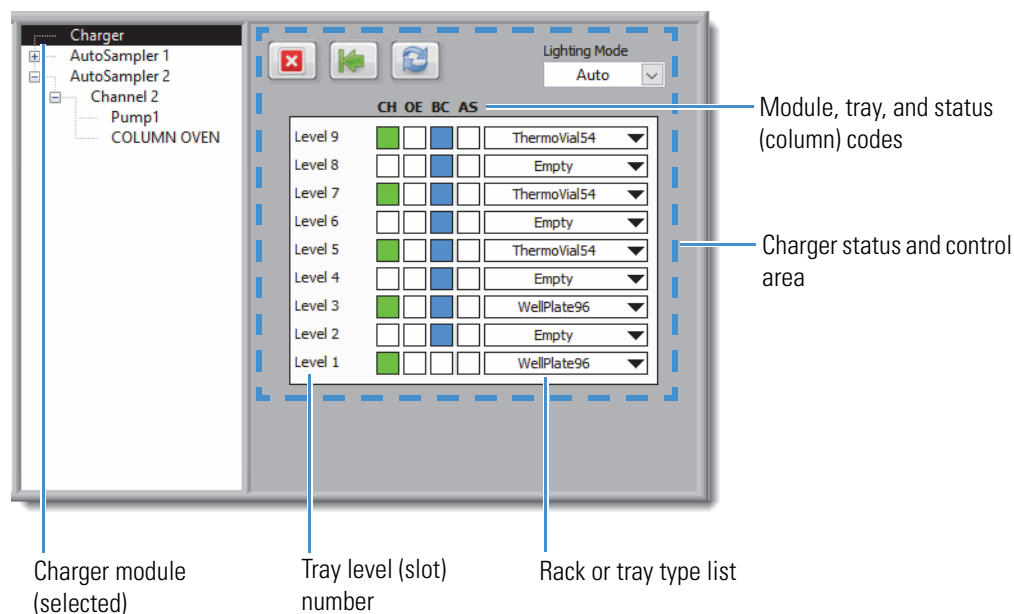 Charger
AutoSampler 1
AutoSampler 2
Channel 2
Pump1
COLUMN OVEN
Lighting Mode
Auto
CH OE BC AS
Level 9 ThermoVial54
Level 8 Empty
Level 7 ThermoVial54
Level 6 Empty
Level 5 ThermoVial54
Level 4 Empty
Level 3 WellPlate96
Level 2 Empty
Level 1 WellPlate96
Module, tray, and status
(column) codes
Charger status and control
area
Charger module
(selected)
Tray level (slot)
number
Rack or tray type list